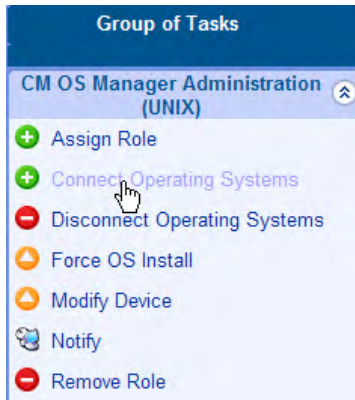 Group of Tasks
CM OS Manager Administration
(UNIX)
Assign Role
Connect Operating Systems
Disconnect Operating Systems
Force OS Install
Modify Device
Notify
Remove Role